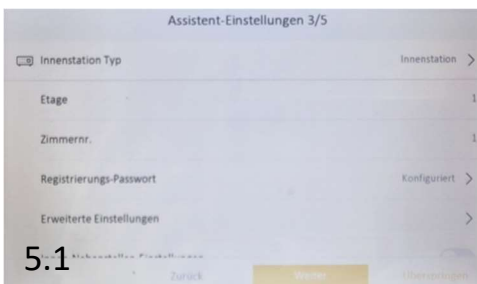 Assistent-Einstellungen 3/5
Innenstation Typ Innenstation >
Etage 1
Zimmernr. 1
Registrierungs-Passwort Konfiguriert >
Erweiterte Einstellungen >
5.1
Zurück Weiter Überspringen